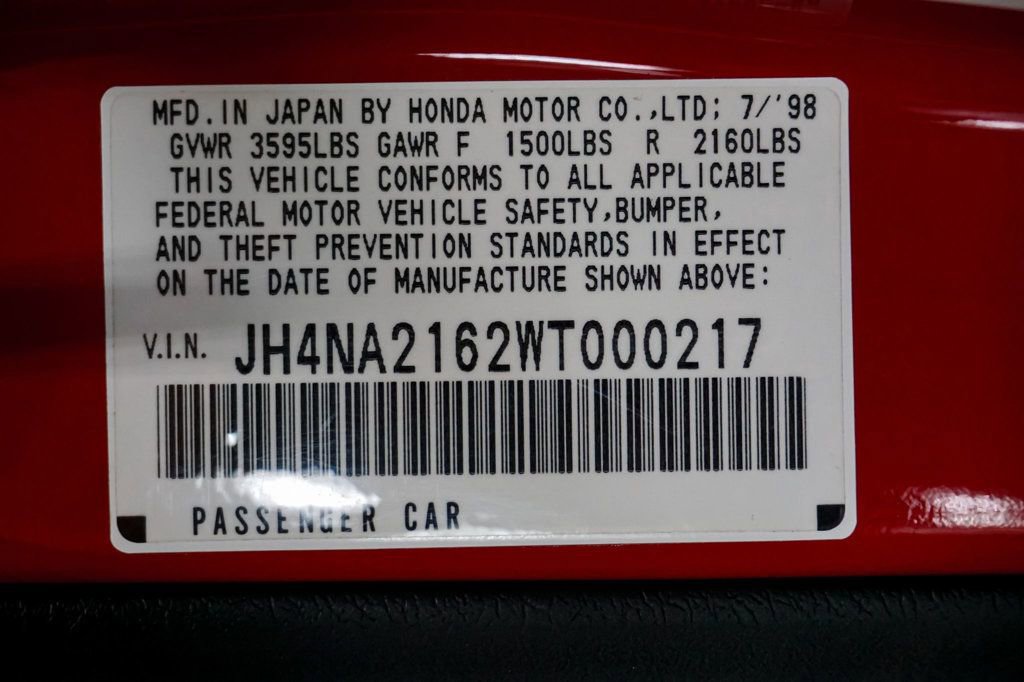 MFD. IN JAPAN BY HONDA MOTOR CO.,LTD; 7/'98
GVWR 3595LBS GAWR F 1500LBS R 2160LBS
THIS VEHICLE CONFORMS TO ALL APPLICABLE
FEDERAL MOTOR VEHICLE SAFETY,BUMPER,
AND THEFT PREVENTION STANDARDS IN EFFECT
ON THE DATE OF MANUFACTURE SHOWN ABOVE:
V.I.N. JH4NA2162WT000217
PASSENGER CAR